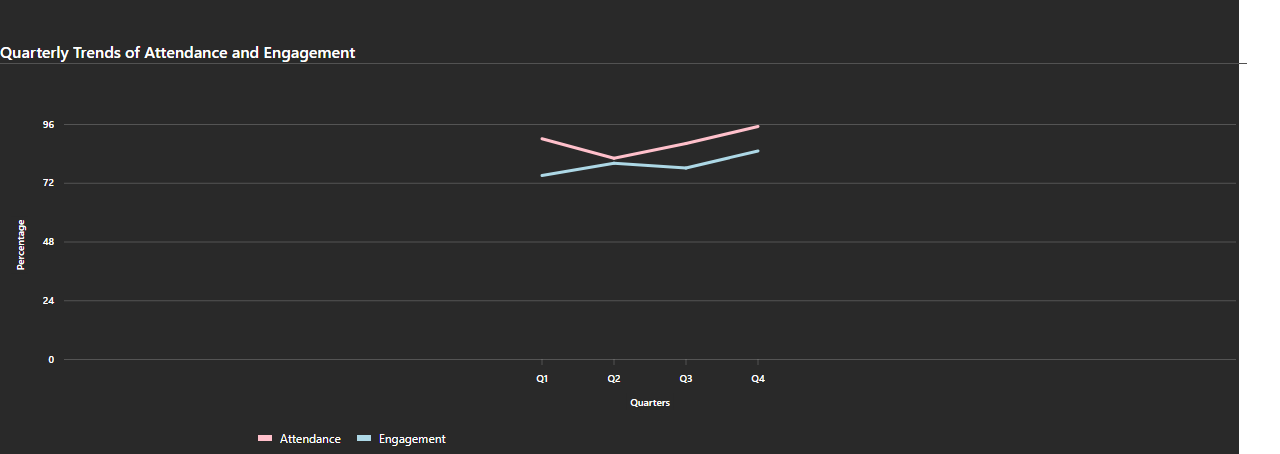 Quarterly Trends of Attendance and Engagement
96
72
48
24
0
Percentage
Q1 Q2 Q3 Q4
Quarters
Attendance Engagement